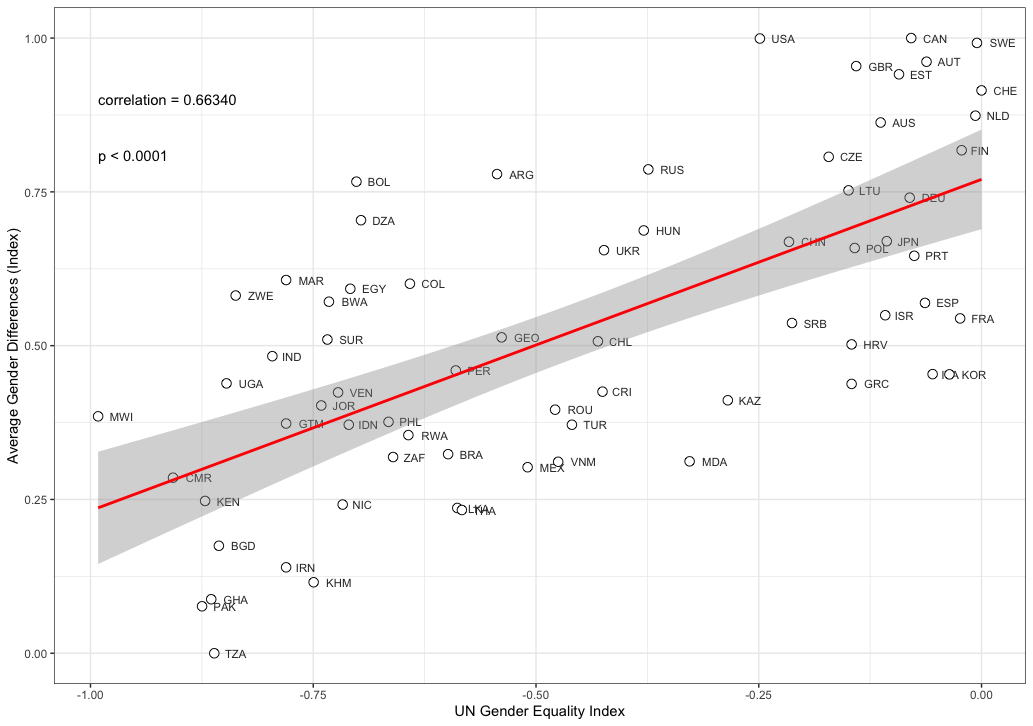 1.00
USA
CAN
SWE
GBR
EST
AUT
CHE
correlation = 0.66340
NLD
AUS
p < 0.0001
CZE
FIN
BOL
ARG
RUS
0.75
LTU
DEU
DZA
HUN
UKR
CHN
POL
JPN
PRT
MAR
COL
ZWE
EGY
BWA
ESP
ISR
FRA
SRB
SUR
GEO
CHL
HRV
0.50
IND
PER
KOR
UGA
GRC
VEN
CRI
JOR
KAZ
MWI
ROU
GTM
IDN
PHL
TUR
RWA
ZAF
BRA
MEX
VNM
MDA
CMR
0.25
KEN
NIC
LKA
THA
BGD
IRN
KHM
GHA
PAK
0.00
TZA
-1.00
-0.75
-0.50
-0.25
0.00
UN Gender Equality Index
Average Gender Differences (Index)